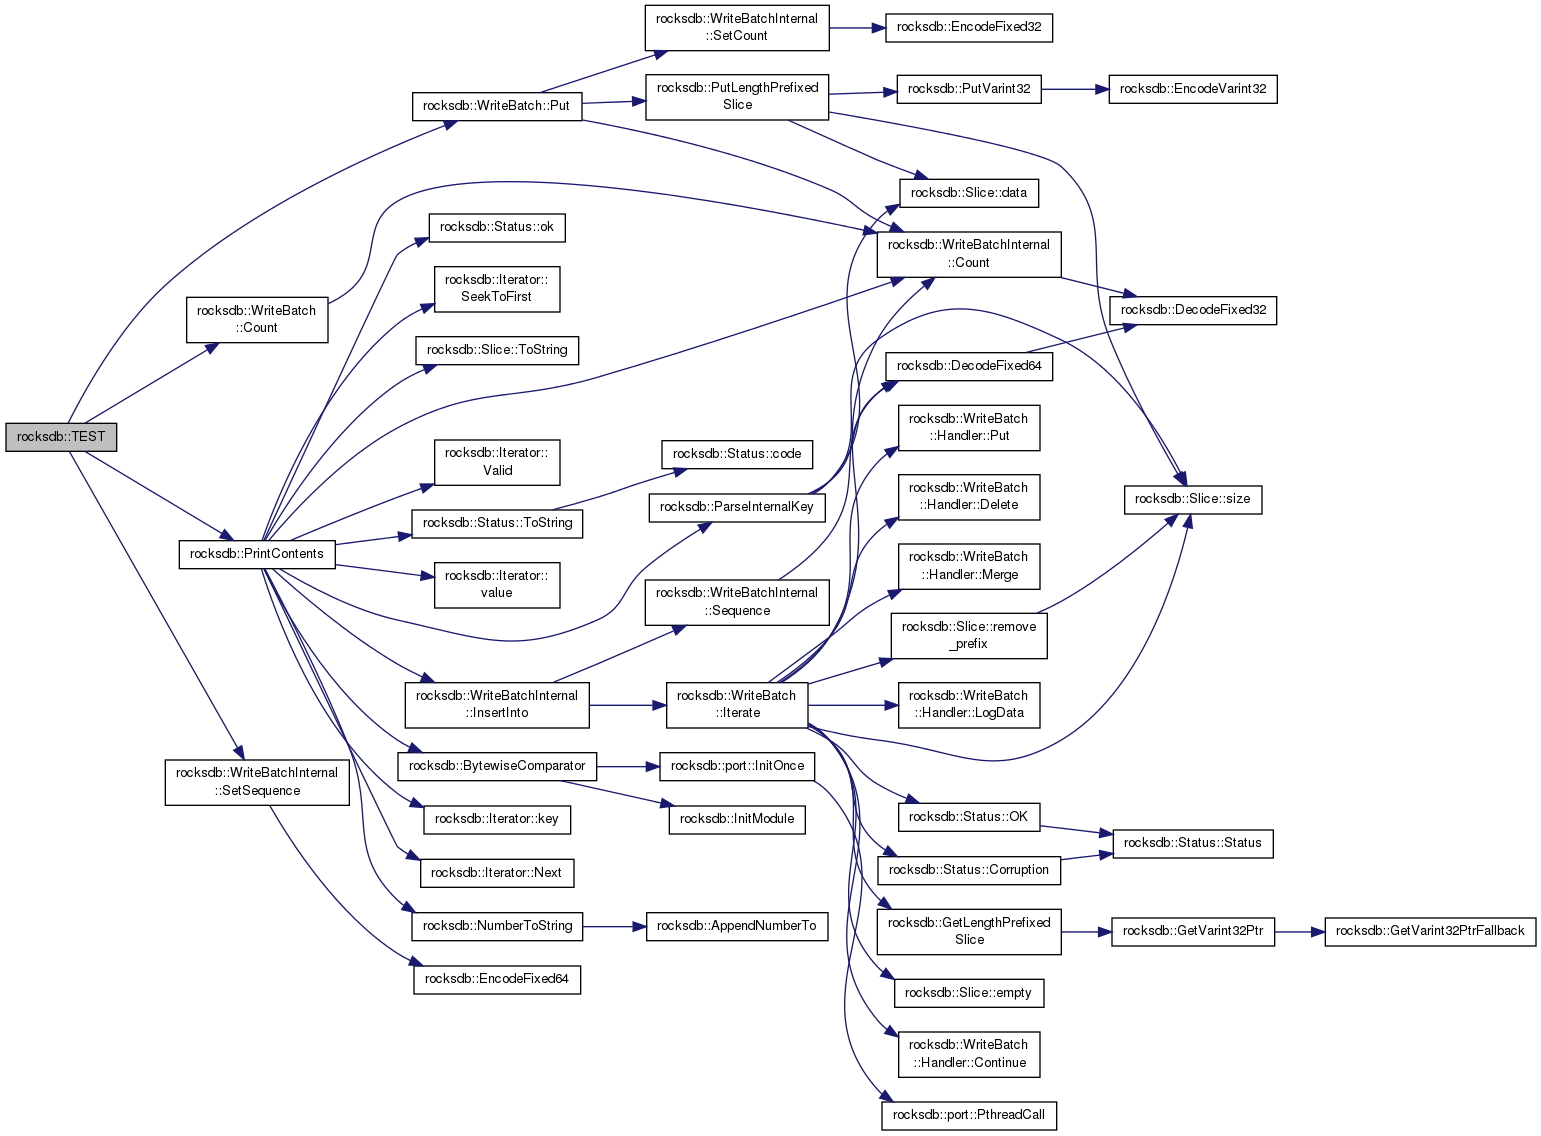 rocksdb::TEST
rocksdb::WriteBatch::Put
rocksdb::WriteBatch
::Count
rocksdb::PrintContents
rocksdb::WriteBatchInternal
::SetSequence
rocksdb::Status::ok
rocksdb::Iterator::
SeekToFirst
rocksdb::Slice::ToString
rocksdb::Iterator::
Valid
rocksdb::Status::ToString
rocksdb::Iterator::
value
rocksdb::WriteBatchInternal
::InsertInto
rocksdb::BytewiseComparator
rocksdb::Iterator::key
rocksdb::Iterator::Next
rocksdb::NumberToString
rocksdb::EncodeFixed64
rocksdb::WriteBatchInternal
::SetCount
rocksdb::PutLengthPrefixed
Slice
rocksdb::Status::code
rocksdb::ParseInternalKey
rocksdb::WriteBatchInternal
::Sequence
rocksdb::WriteBatch
::Iterate
rocksdb::port::InitOnce
rocksdb::InitModule
rocksdb::AppendNumberTo
rocksdb::EncodeFixed32
rocksdb::PutVarint32
rocksdb::Slice::data
rocksdb::WriteBatchInternal
::Count
rocksdb::DecodeFixed64
rocksdb::WriteBatch
::Handler::Put
rocksdb::WriteBatch
::Handler::Delete
rocksdb::WriteBatch
::Handler::Merge
rocksdb::Slice::remove
_prefix
rocksdb::WriteBatch
::Handler::LogData
rocksdb::Status::OK
rocksdb::Status::Corruption
rocksdb::GetLengthPrefixed
Slice
rocksdb::Slice::empty
rocksdb::WriteBatch
::Handler::Continue
rocksdb::port::PthreadCall
rocksdb::EncodeVarint32
rocksdb::DecodeFixed32
rocksdb::Slice::size
rocksdb::Status::Status
rocksdb::GetVarint32Ptr
rocksdb::GetVarint32PtrFallback